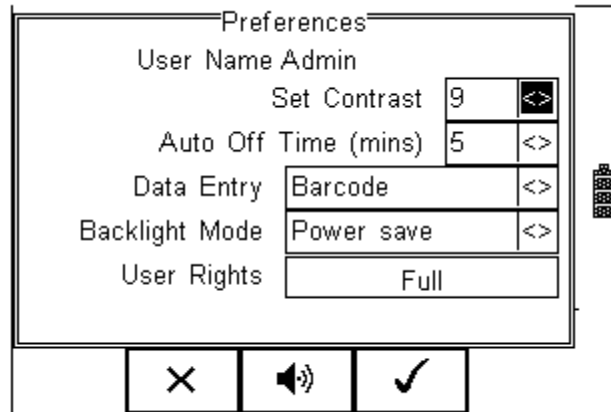 Preferences
User Name Admin
Set Contrast 9 <>
Auto Off Time (mins) 5 <>
Data Entry Barcode <>
Backlight Mode Power save <>
User Rights Full